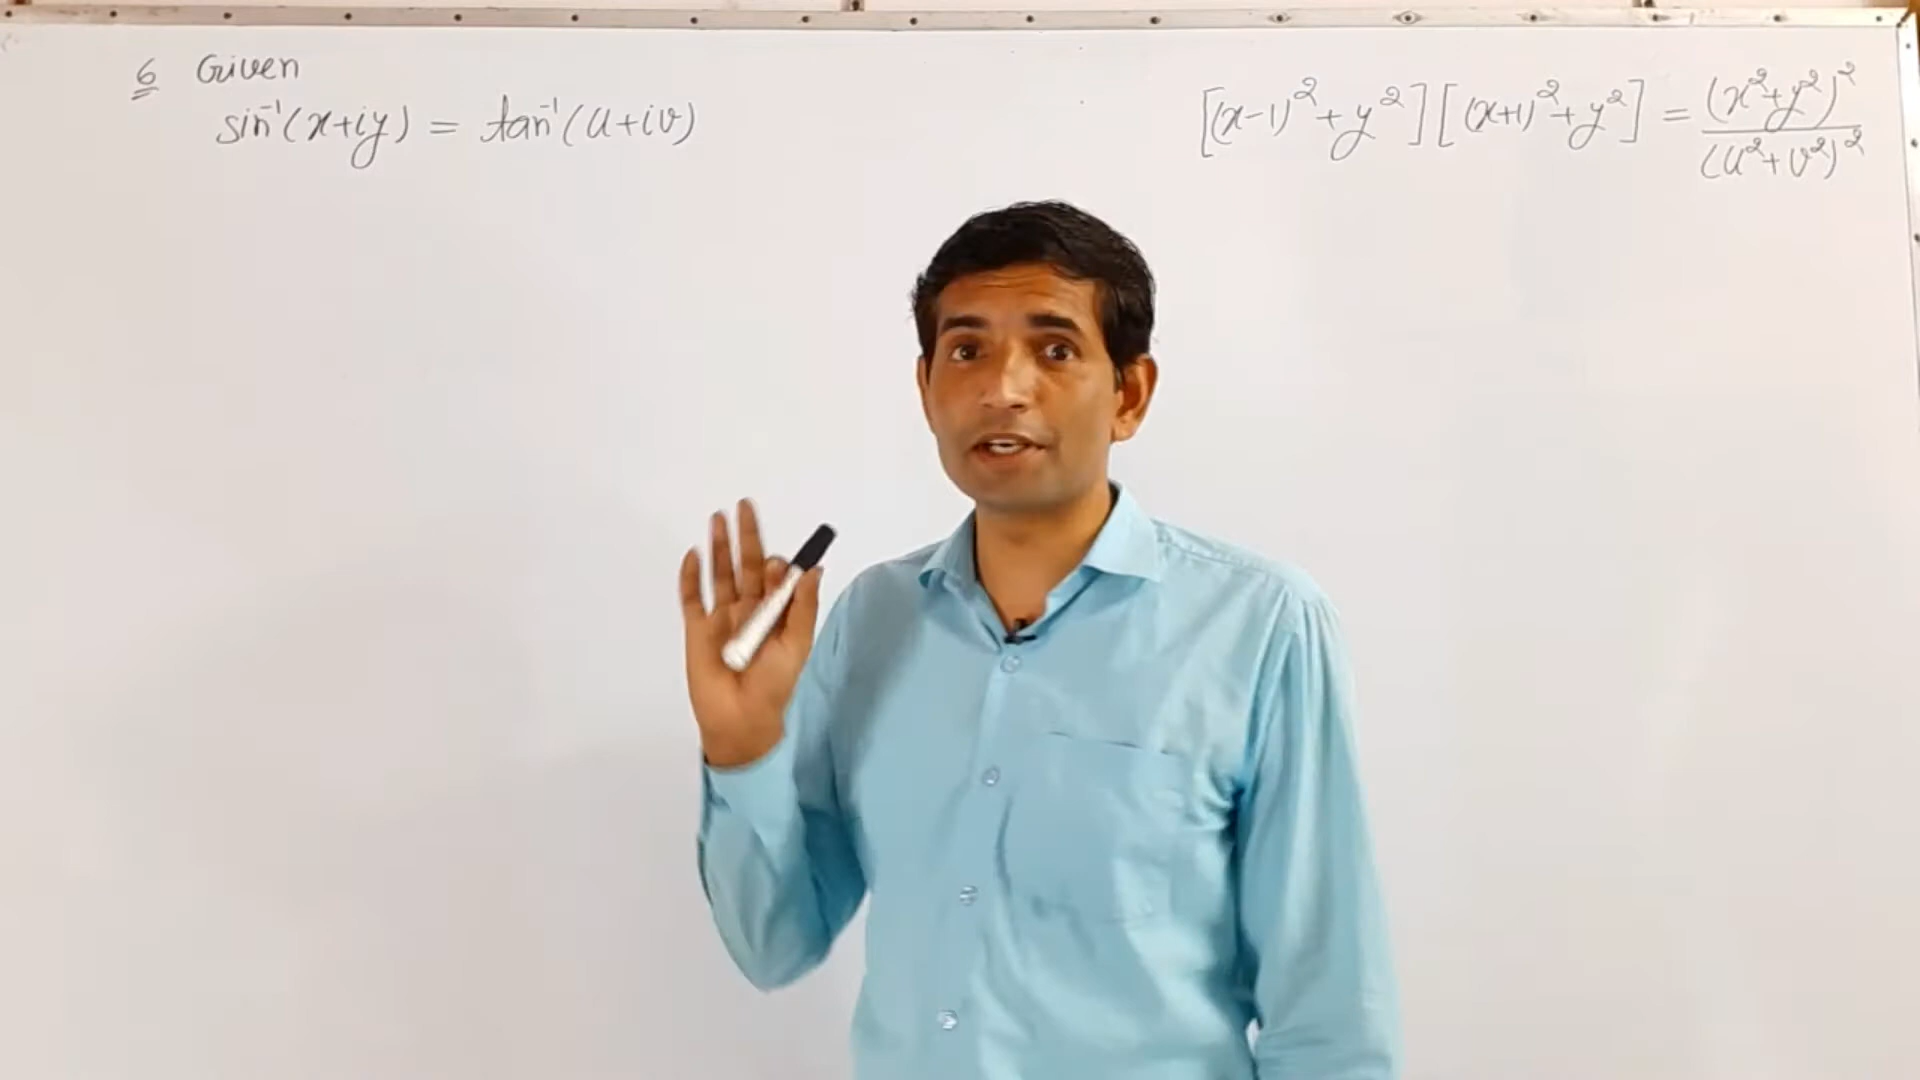 6 Given
sin⁻¹(x+iy) = tan⁻¹(u+iv)
[(x-1)²+y²][(x+1)²+y²] = (x²+y²)²/(u²+v²)²